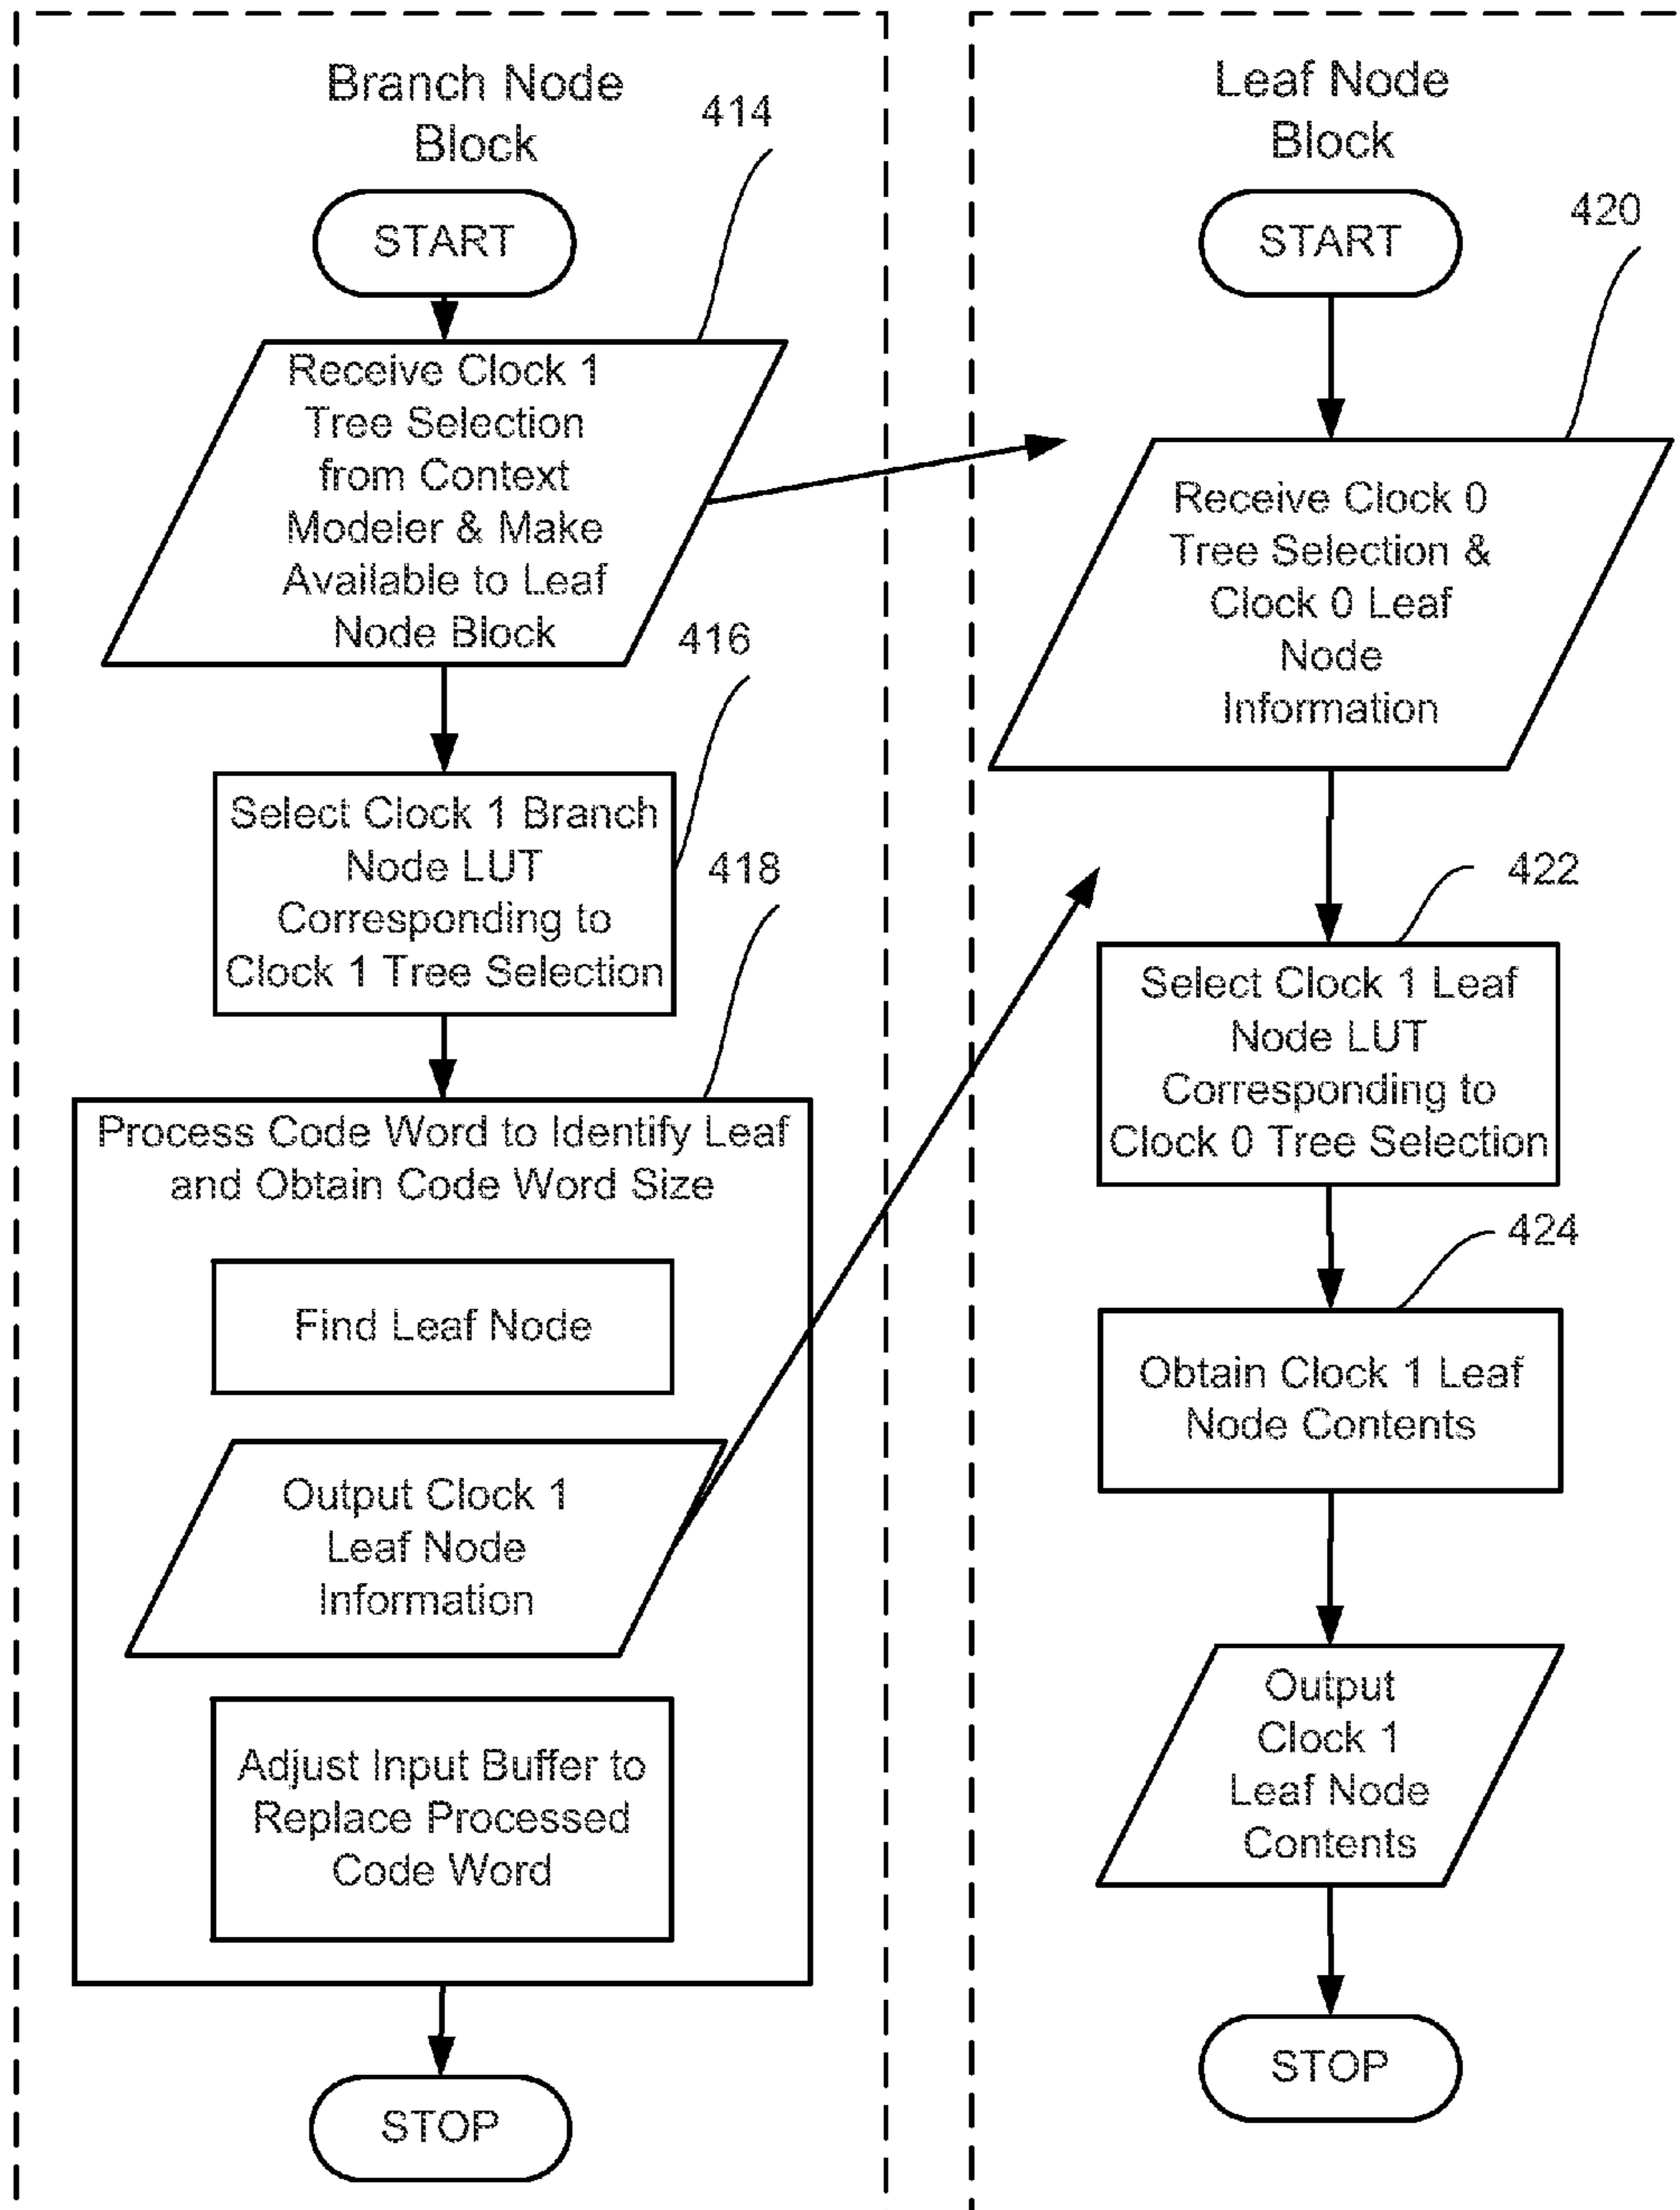 Branch Node
Block
414
START
Receive Clock 1
Tree Selection
from Context
Modeler & Make
Available to Leaf
Node Block
416
Select Clock 1 Branch
Node LUT
Corresponding to
Clock 1 Tree Selection
418
Process Code Word to Identify Leaf
and Obtain Code Word Size
Find Leaf Node
Output Clock 1
Leaf Node
Information
Adjust Input Buffer to
Replace Processed
Code Word
STOP
Leaf Node
Block
START
420
Receive Clock 0
Tree Selection &
Clock 0 Leaf
Node
Information
422
Select Clock 1 Leaf
Node LUT
Corresponding to
Clock 0 Tree Selection
424
Obtain Clock 1 Leaf
Node Contents
Output
Clock 1
Leaf Node
Contents
STOP